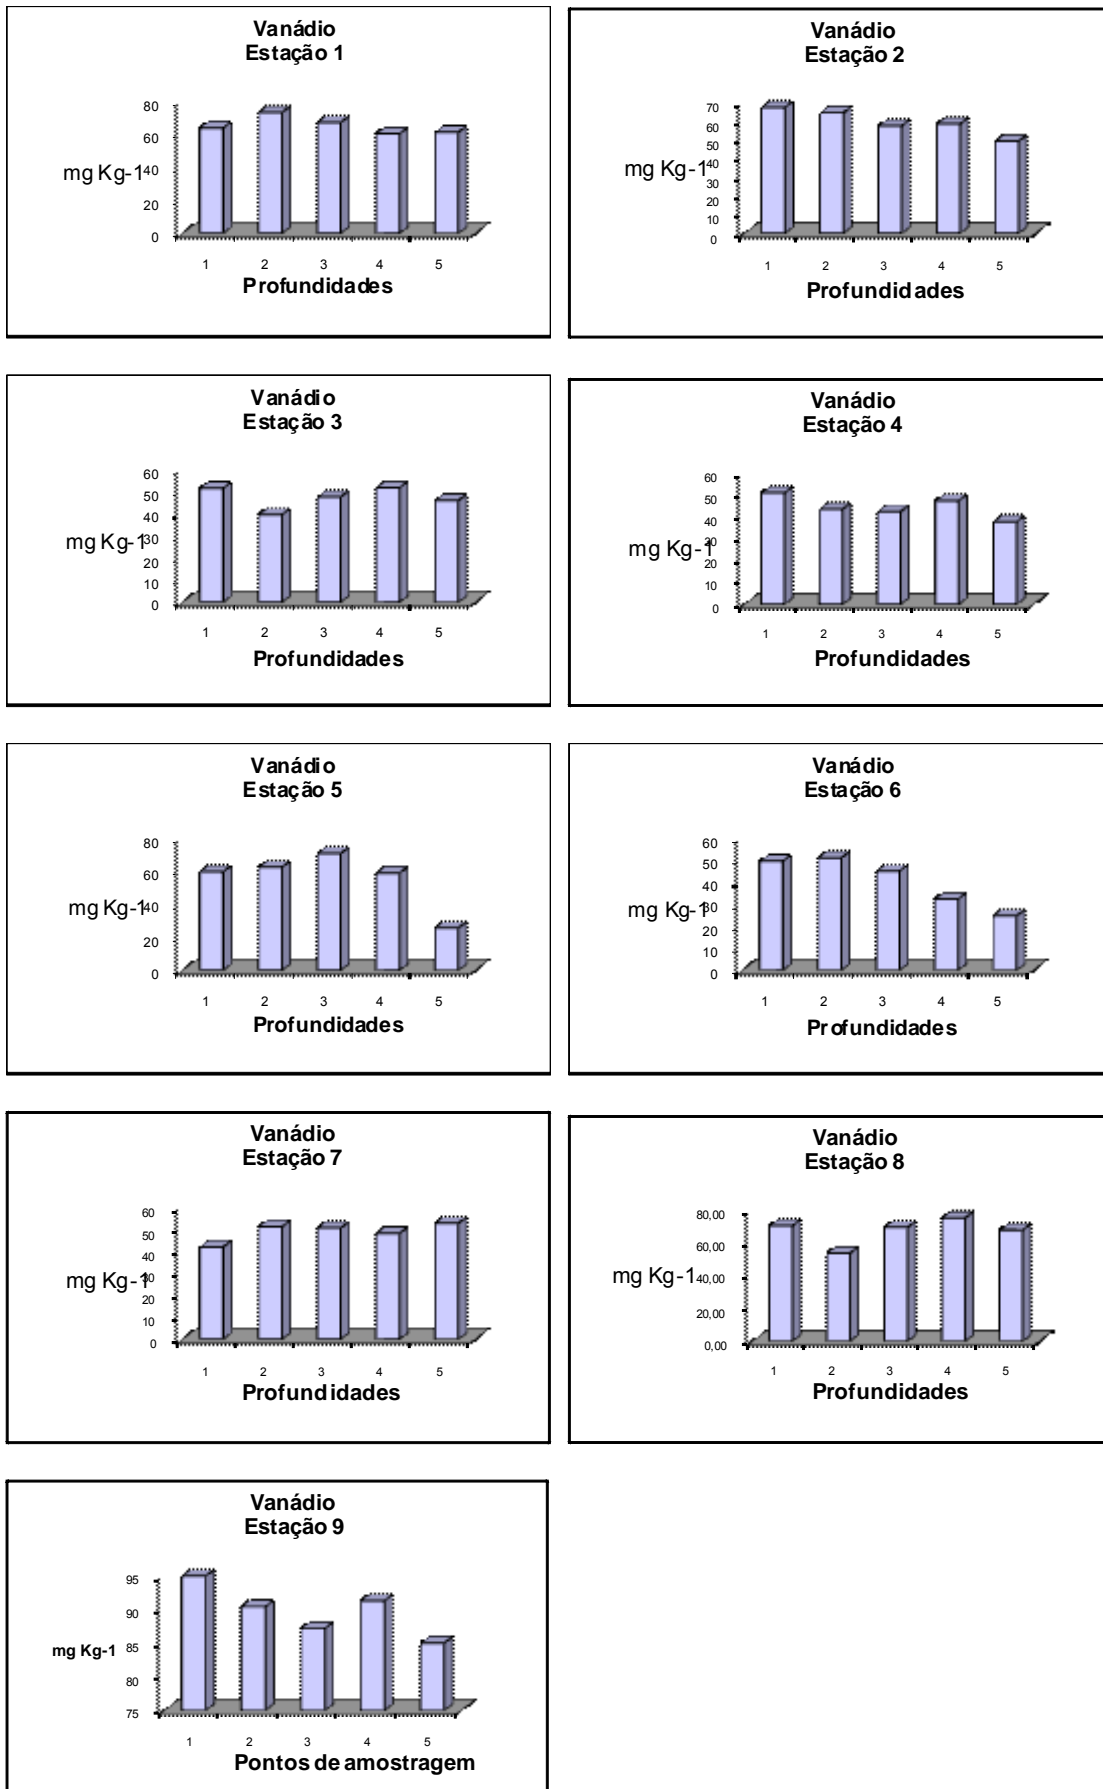 Vanádio
Estação 1
80
60
40
20
0
mg Kg-1
1 2 3 4 5
Profundidades
Vanádio
Estação 2
70
60
50
40
30
20
10
0
mg Kg-1
1 2 3 4 5
Profundidades
Vanádio
Estação 3
60
50
40
30
20
10
0
mg Kg-1
1 2 3 4 5
Profundidades
Vanádio
Estação 4
60
50
40
30
20
10
0
mg Kg-1
1 2 3 4 5
Profundidades
Vanádio
Estação 5
80
60
40
20
0
mg Kg-1
1 2 3 4 5
Profundidades
Vanádio
Estação 6
60
50
40
30
20
10
0
mg Kg-1
1 2 3 4 5
Profundidades
Vanádio
Estação 7
60
50
40
30
20
10
0
mg Kg-1
1 2 3 4 5
Profundidades
Vanádio
Estação 8
80,00
60,00
40,00
20,00
0,00
mg Kg-1
1 2 3 4 5
Profundidades
Vanádio
Estação 9
95
90
85
80
75
mg Kg-1
1 2 3 4 5
Pontos de amostragem